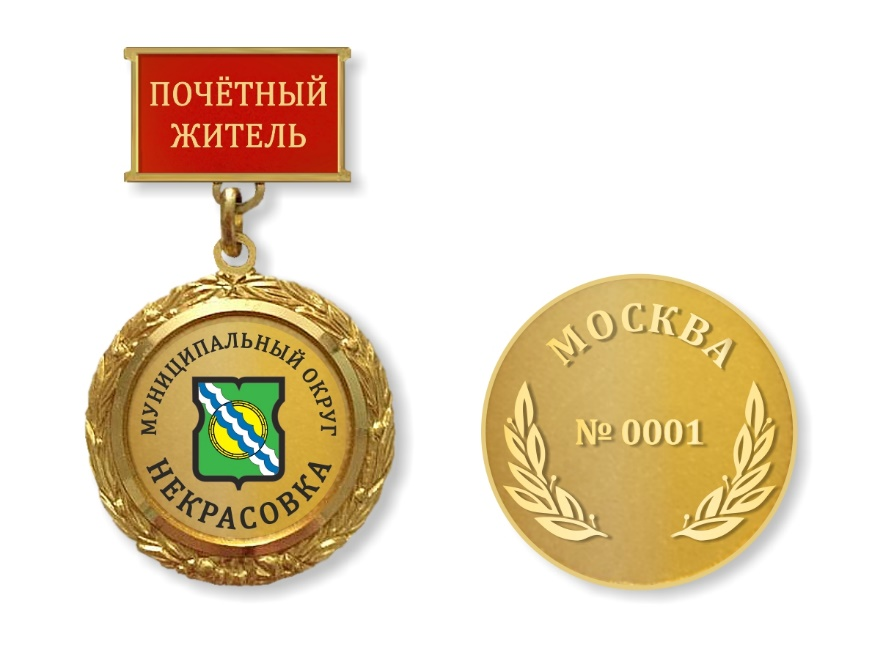 ПОЧЁТНЫЙ
ЖИТЕЛЬ
МУНИЦИПАЛЬНЫЙ ОКРУГ
НЕКРАСОВКА
МОСКВА
№ 0001